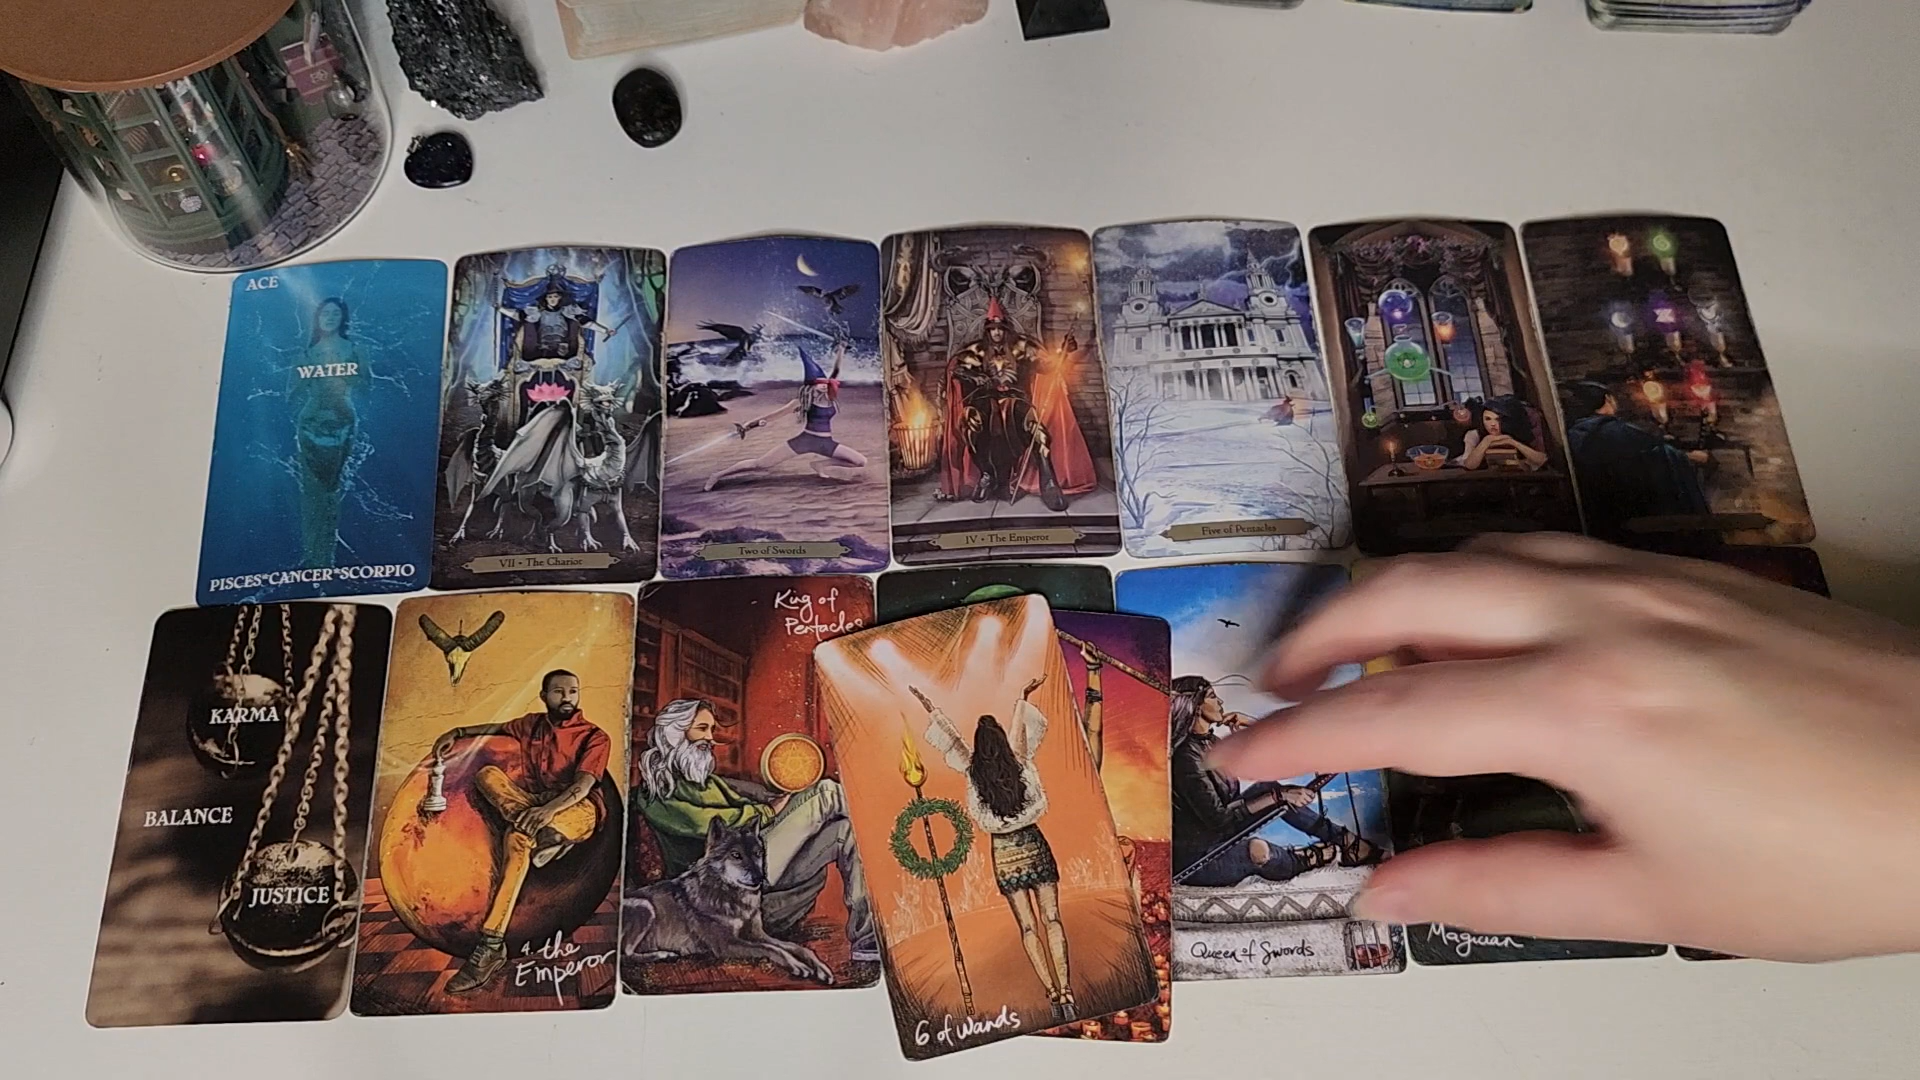 ACE
WATER
PISCES*CANCER*SCORPIO
VII • The Chariot
Two of Swords
IV • The Emperor
Five of Pentacles
KARMA
BALANCE
JUSTICE
4. the
Emperor
King of
Pentacles
6 of Wands
Queen of Swords
Magician